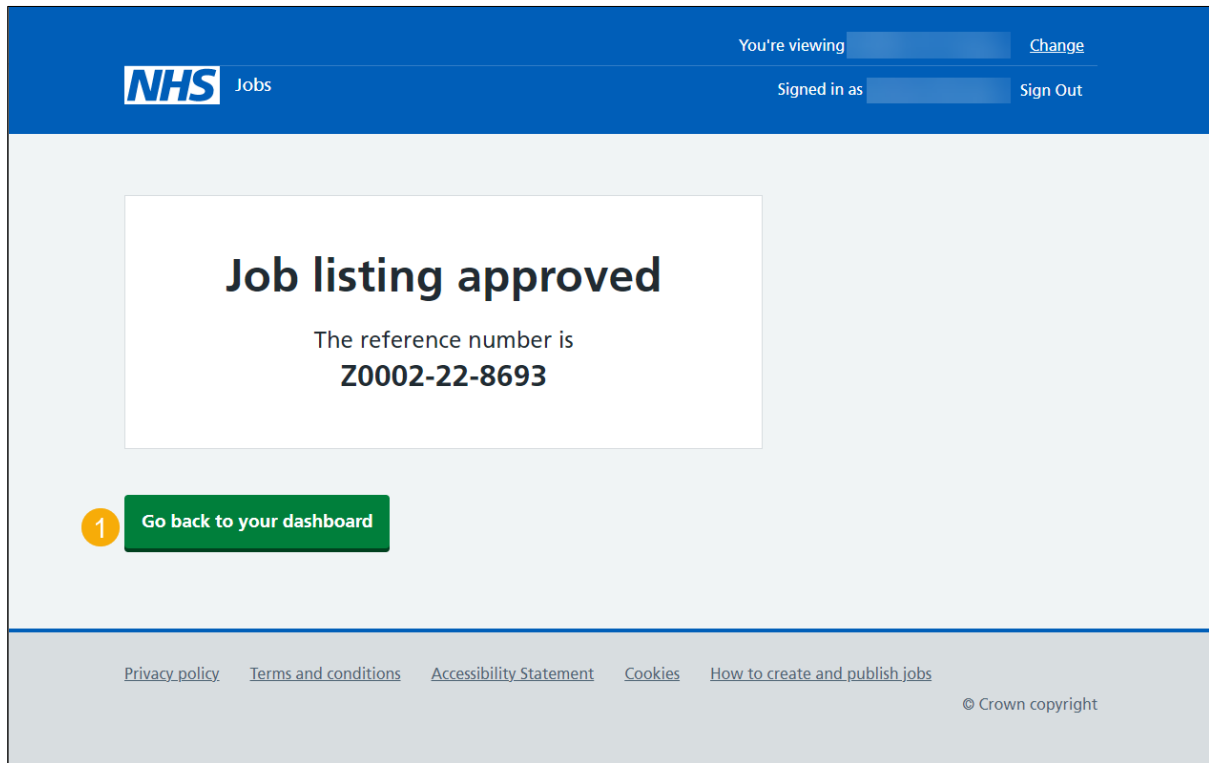 You're viewing Change
NHS Jobs
Signed in as Sign Out
Job listing approved
The reference number is
Z0002-22-8693
1 Go back to your dashboard
Privacy policy Terms and conditions Accessibility Statement Cookies How to create and publish jobs
© Crown copyright